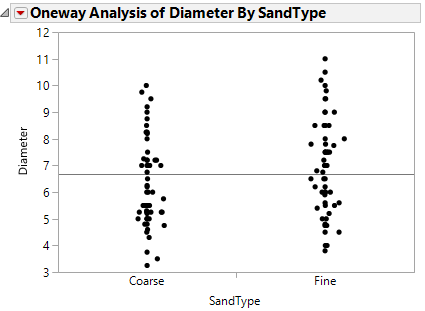 Oneway Analysis of Diameter By SandType
12
11
10
9
8
7
6
5
4
3
Diameter
Coarse Fine
SandType